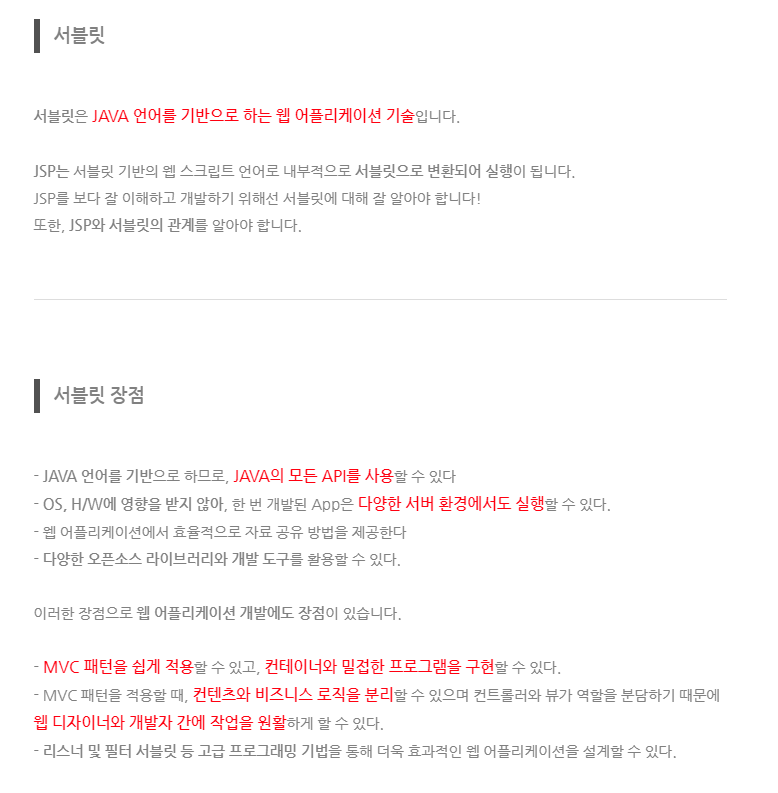 서블릿
서블릿은 JAVA 언어를 기반으로 하는 웹 어플리케이션 기술입니다.
JSP는 서블릿 기반의 웹 스크립트 언어로 내부적으로 서블릿으로 변환되어 실행이 됩니다.
JSP를 보다 잘 이해하고 개발하기 위해선 서블릿에 대해 잘 알아야 합니다!
또한, JSP와 서블릿의 관계를 알아야 합니다.
서블릿 장점
- JAVA 언어를 기반으로 하므로, JAVA의 모든 API를 사용할 수 있다
- OS, H/W에 영향을 받지 않아, 한 번 개발된 App은 다양한 서버 환경에서도 실행할 수 있다.
- 웹 어플리케이션에서 효율적으로 자료 공유 방법을 제공한다
- 다양한 오픈소스 라이브러리와 개발 도구를 활용할 수 있다.
이러한 장점으로 웹 어플리케이션 개발에도 장점이 있습니다.
- MVC 패턴을 쉽게 적용할 수 있고, 컨테이너와 밀접한 프로그램을 구현할 수 있다.
- MVC 패턴을 적용할 때, 컨텐츠와 비즈니스 로직을 분리할 수 있으며 컨트롤러와 뷰가 역할을 분담하기 때문에
웹 디자이너와 개발자 간에 작업을 원활하게 할 수 있다.
- 리스너 및 필터 서블릿 등 고급 프로그래밍 기법을 통해 더욱 효과적인 웹 어플리케이션을 설계할 수 있다.